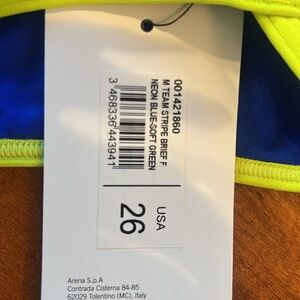 001421860
M TEAM STRIPE BRIEF F
NEON BLUE-SOFT GREEN
3 468336 443941
USA
26
Arena S.p.A
Contrada Cisterna 84-85
62029 Tolentino (MC), Italy